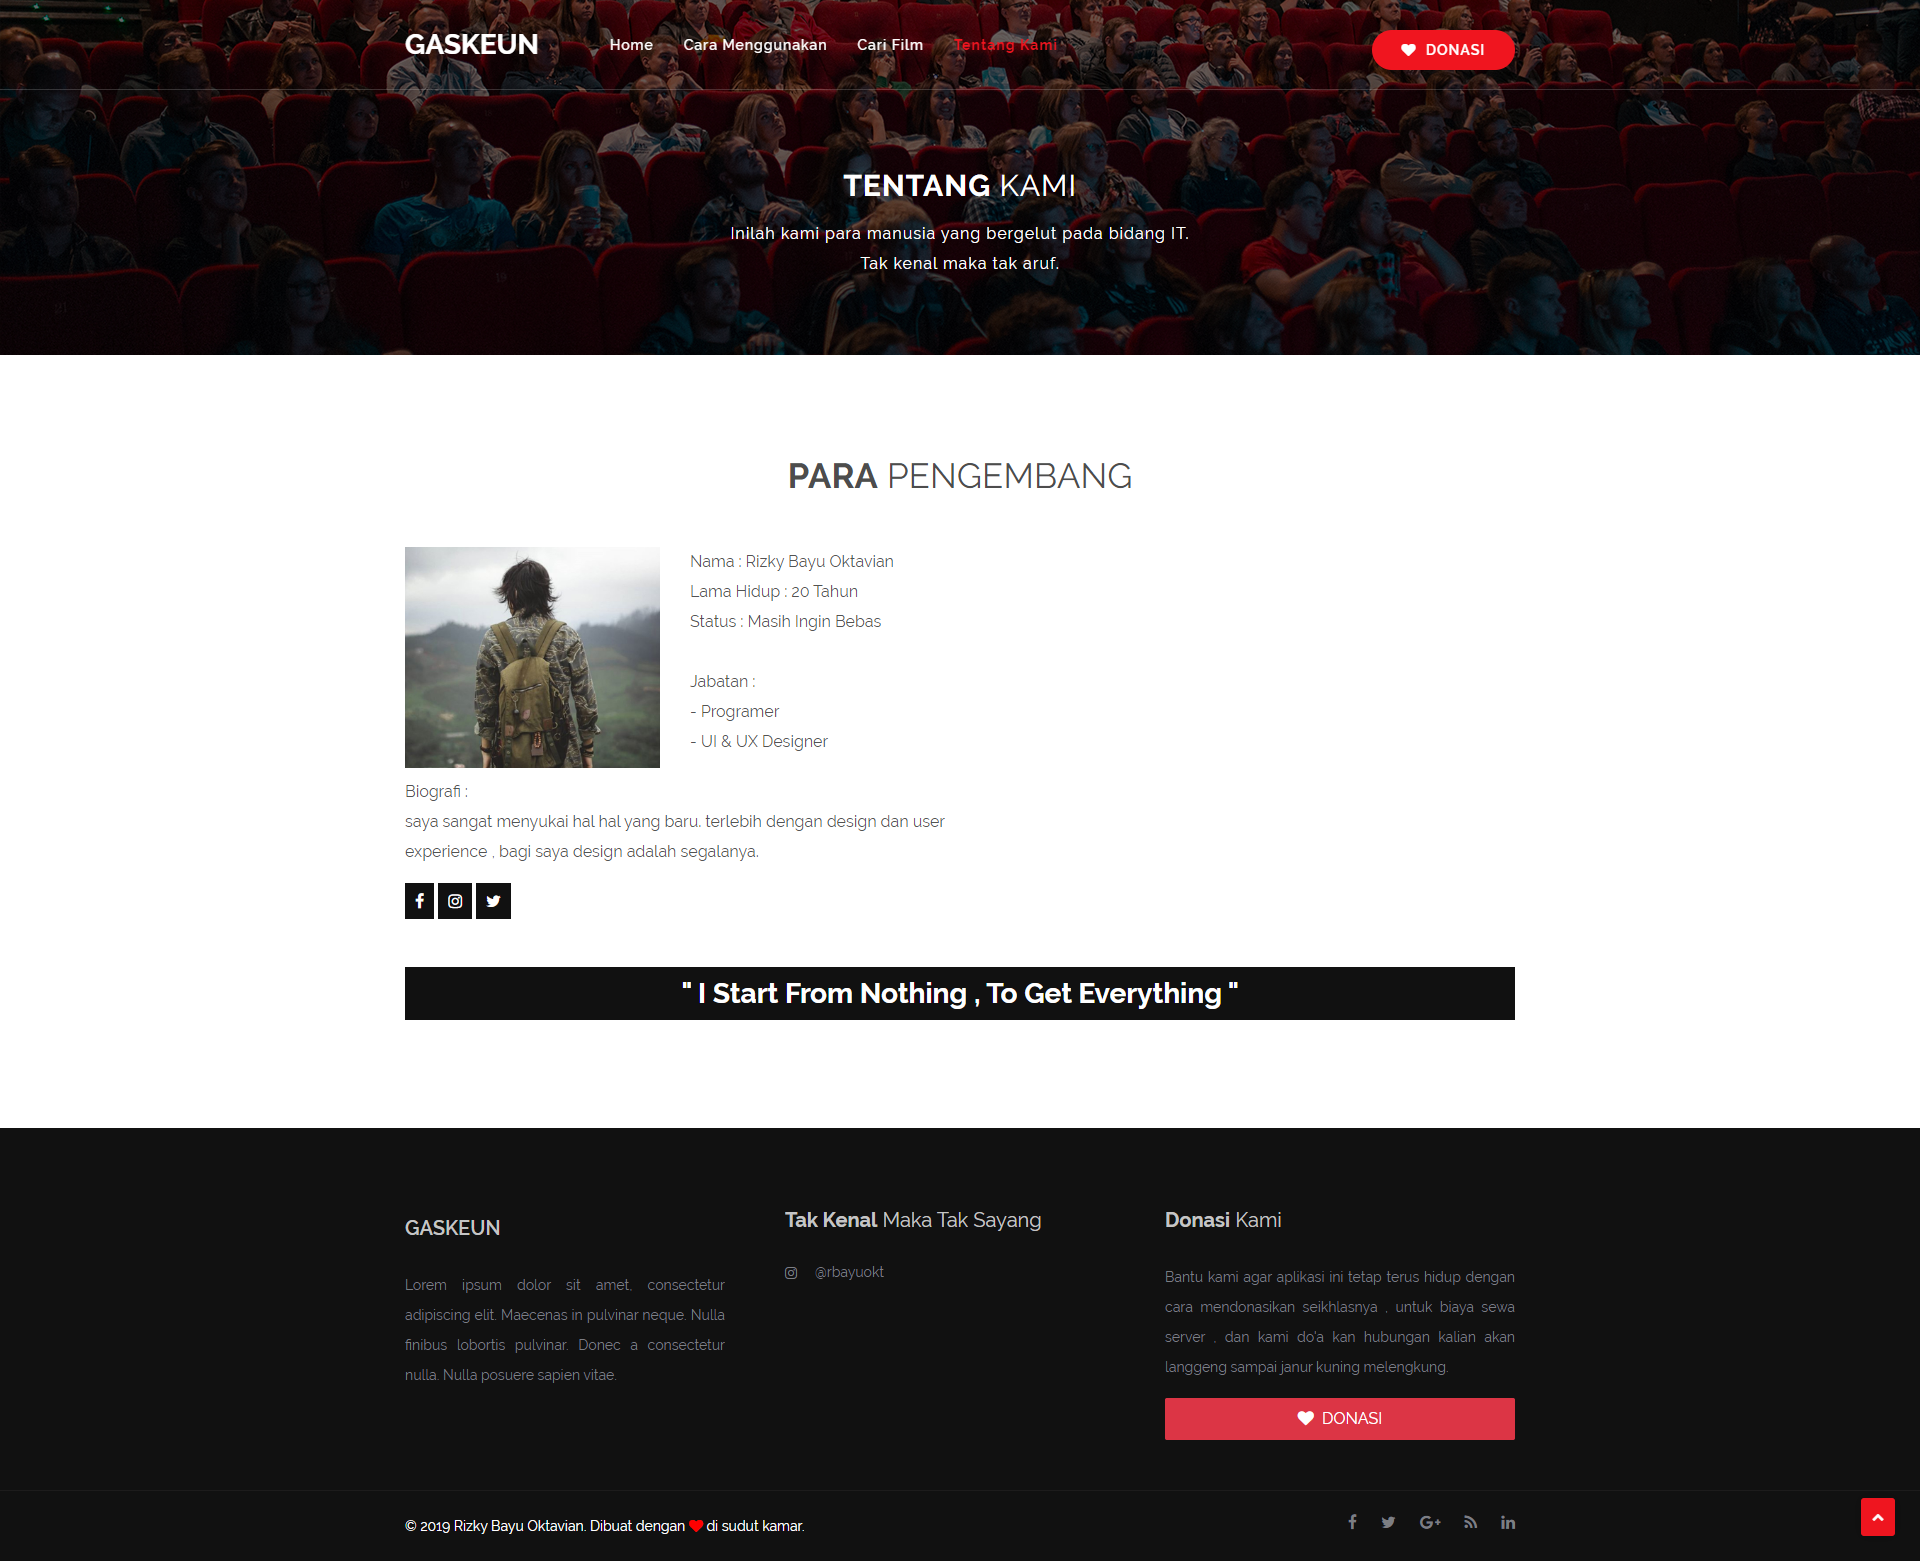 GASKEUN
Home
Cara Menggunakan
Cari Film
Tentang Kami
DONASI
TENTANG KAMI
Inilah kami para manusia yang bergelut pada bidang IT.
Tak kenal maka tak aruf.
PARA PENGEMBANG
Nama : Rizky Bayu Oktavian
Lama Hidup : 20 Tahun
Status : Masih Ingin Bebas
Jabatan :
- Programer
- UI & UX Designer
Biografi :
saya sangat menyukai hal hal yang baru. terlebih dengan design dan user
experience , bagi saya design adalah segalanya.
" I Start From Nothing , To Get Everything "
GASKEUN
Lorem ipsum dolor sit amet, consectetur
adipiscing elit. Maecenas in pulvinar neque. Nulla
finibus lobortis pulvinar. Donec a consectetur
nulla. Nulla posuere sapien vitae.
Tak Kenal Maka Tak Sayang
@rbayuokt
Donasi Kami
Bantu kami agar aplikasi ini tetap terus hidup dengan
cara mendonasikan seikhlasnya , untuk biaya sewa
server , dan kami do'a kan hubungan kalian akan
langgeng sampai janur kuning melengkung.
DONASI
© 2019 Rizky Bayu Oktavian. Dibuat dengan ❤ di sudut kamar.